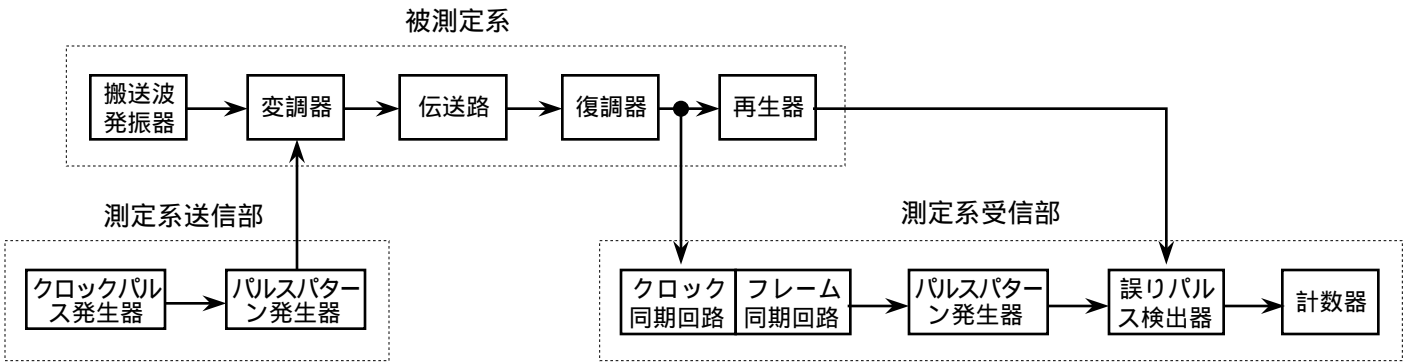 被測定系
搬送波
発振器
変調器
伝送路
復調器
再生器
測定系送信部
クロックパル
ス発生器
パルスパター
ン発生器
測定系受信部
クロック
同期回路
フレーム
同期回路
パルスパター
ン発生器
誤りパル
ス検出器
計数器